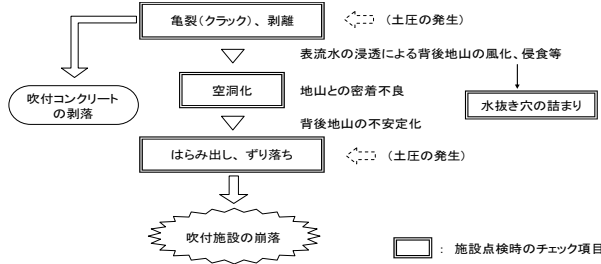 亀裂(クラック)、剥離
（土圧の発生）
表流水の浸透による背後地山の風化、侵食等
吹付コンクリート
の剥落
空洞化
地山との密着不良
水抜き穴の詰まり
背後地山の不安定化
はらみ出し、ずり落ち
（土圧の発生）
吹付施設の崩落
： 施設点検時のチェック項目